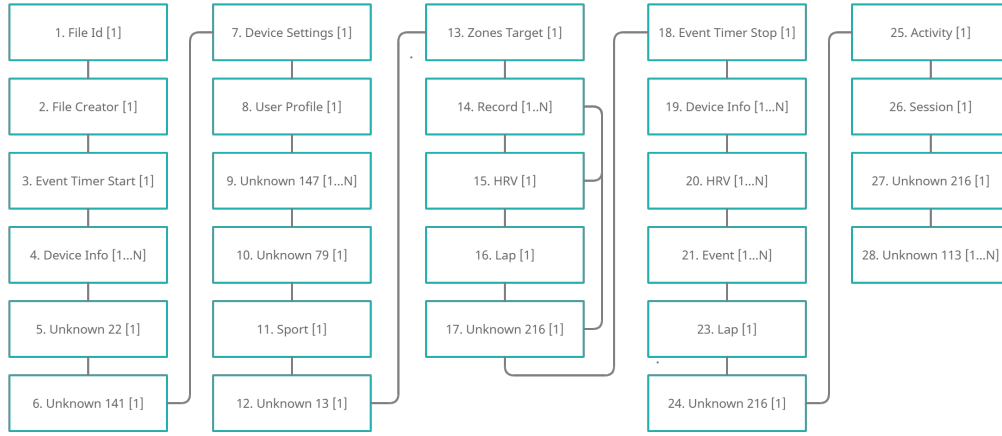 1. File Id [1]
2. File Creator [1]
3. Event Timer Start [1]
4. Device Info [1...N]
5. Unknown 22 [1]
6. Unknown 141 [1]
7. Device Settings [1]
8. User Profile [1]
9. Unknown 147 [1...N]
10. Unknown 79 [1]
11. Sport [1]
12. Unknown 13 [1]
13. Zones Target [1]
14. Record [1..N]
15. HRV [1]
16. Lap [1]
17. Unknown 216 [1]
18. Event Timer Stop [1]
19. Device Info [1...N]
20. HRV [1...N]
21. Event [1...N]
23. Lap [1]
24. Unknown 216 [1]
25. Activity [1]
26. Session [1]
27. Unknown 216 [1]
28. Unknown 113 [1...N]